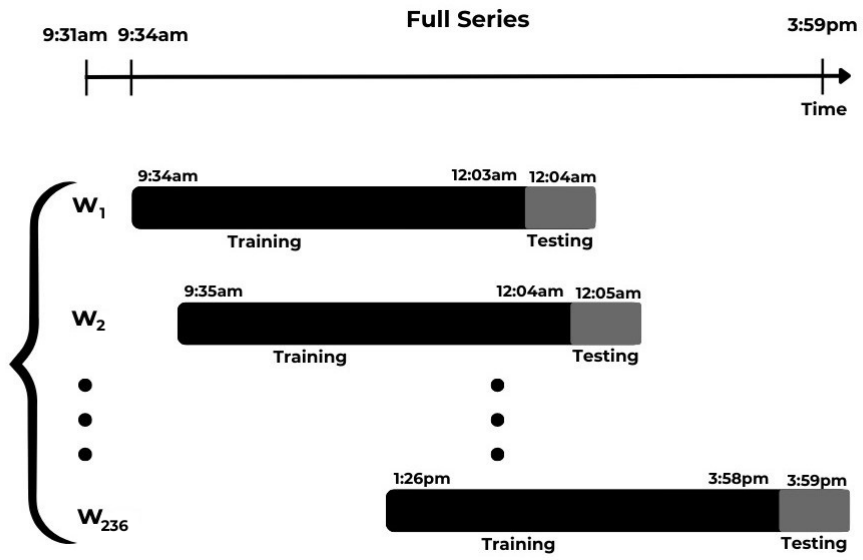 Full Series
9:31am 9:34am 3:59pm
Time
9:34am 12:03am 12:04am
W1
Training Testing
9:35am 12:04am 12:05am
W2
Training Testing
1:26pm 3:58pm 3:59pm
W236
Training Testing